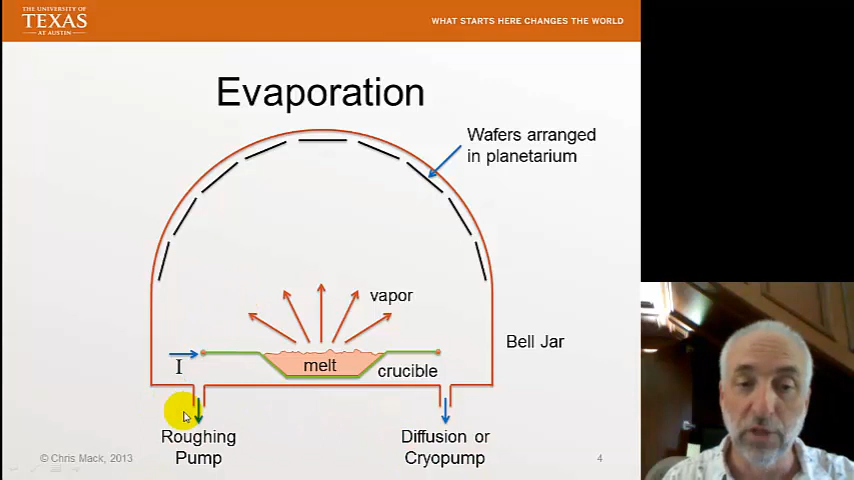 THE UNIVERSITY OF
TEXAS
AT AUSTIN
WHAT STARTS HERE CHANGES THE WORLD
Evaporation
Wafers arranged
in planetarium
vapor
I
melt
crucible
Bell Jar
Roughing
Pump
Diffusion or
Cryopump
© Chris Mack, 2013
4